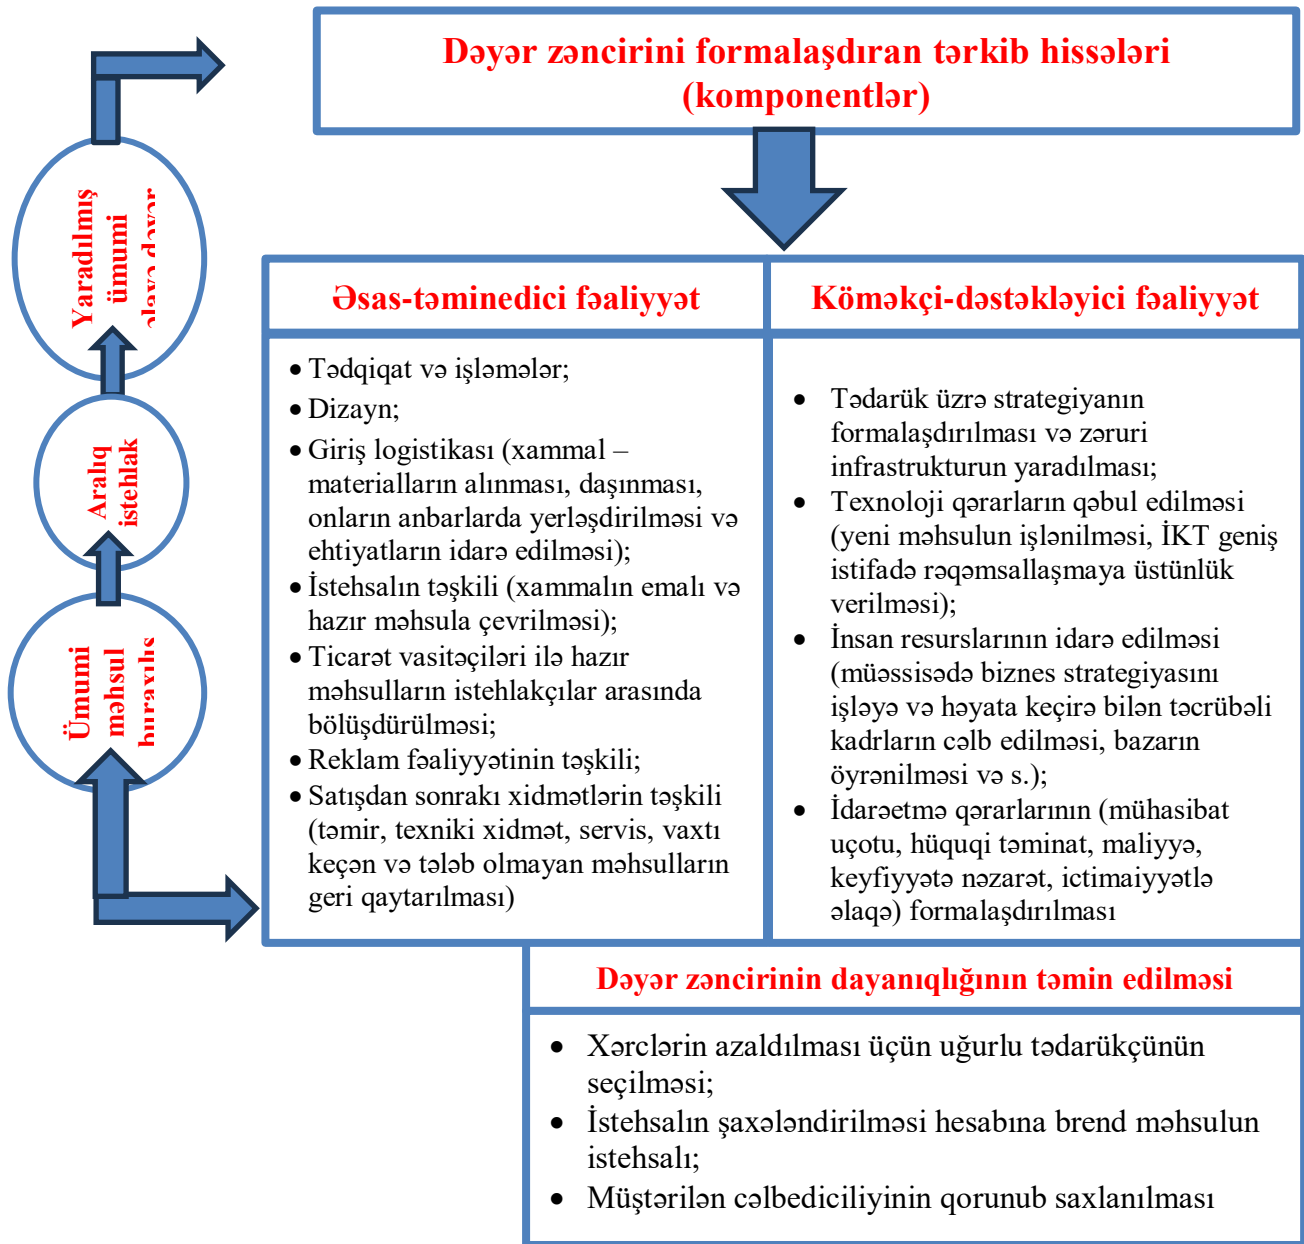 Dəyər zəncirini formalaşdıran tərkib hissələri
(komponentlər)
Yaradılmış
ümumi
Aralıq
istehlak
Ümumi
məhsul
Əsas-təminedici fəaliyyət
• Tədqiqat və işləmələr;
• Dizayn;
• Giriş logistikası (xammal –
materialların alınması, daşınması,
onların anbarlarda yerləşdirilməsi və
ehtiyatların idarə edilməsi);
• İstehsalın təşkili (xammalın emalı və
hazır məhsula çevrilməsi);
• Ticarət vasitəçiləri ilə hazır
məhsulların istehlakçılar arasında
bölüşdürülməsi;
• Reklam fəaliyyətinin təşkili;
• Satışdan sonrakı xidmətlərin təşkili
(təmir, texniki xidmət, servis, vaxtı
keçən və tələb olmayan məhsulların
geri qaytarılması)
Köməkçi-dəstəkləyici fəaliyyət
• Tədarük üzrə strategiyanın
formalaşdırılması və zəruri
infrastrukturun yaradılması;
• Texnoloji qərarların qəbul edilməsi
(yeni məhsulun işlənilməsi, İKT geniş
istifadə rəqəmsallaşmaya üstünlük
verilməsi);
• İnsan resurslarının idarə edilməsi
(müəssisədə biznes strategiyasını
işləyə və həyata keçirə bilən təcrübəli
kadrların cəlb edilməsi, bazarın
öyrənilməsi və s.);
• İdarəetmə qərarlarının (mühasibat
uçotu, hüquqi təminat, maliyyə,
keyfiyyətə nəzarət, ictimaiyyətlə
əlaqə) formalaşdırılması
Dəyər zəncirinin dayanıqlığının təmin edilməsi
• Xərclərin azaldılması üçün uğurlu tədarükçünün
seçilməsi;
• İstehsalın şaxələndirilməsi hesabına brend məhsulun
istehsalı;
• Müştərilən cəlbediciliyinin qorunub saxlanılması